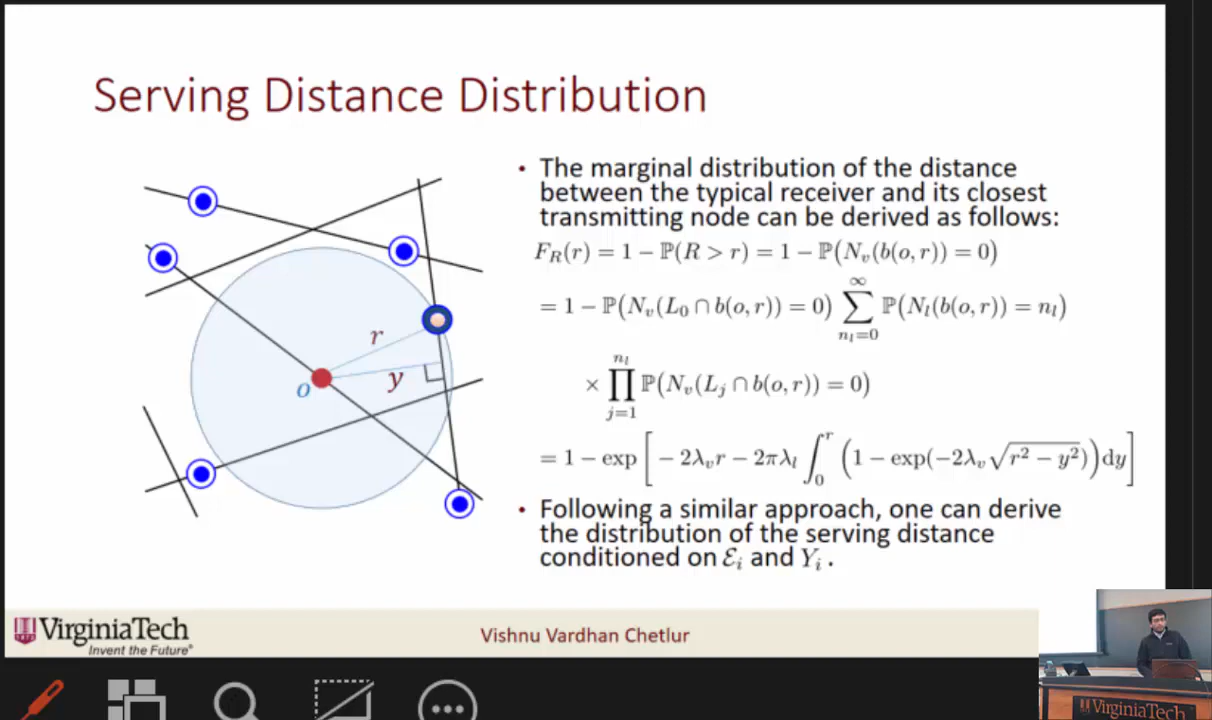 Serving Distance Distribution
• The marginal distribution of the distance
between the typical receiver and its closest
transmitting node can be derived as follows:
F_R(r) = 1 − ℙ(R > r) = 1 − ℙ(N_v(b(o, r)) = 0)
= 1 − ℙ(N_v(L_0 ∩ b(o, r)) = 0) ∑_{n_l=0}^{∞} ℙ(N_l(b(o, r)) = n_l)
× ∏_{j=1}^{n_l} ℙ(N_v(L_j ∩ b(o, r)) = 0)
= 1 − exp[ − 2λ_v r − 2πλ_l ∫_0^r (1 − exp(−2λ_v √(r² − y²)))dy]
• Following a similar approach, one can derive
the distribution of the serving distance
conditioned on ℰ_i and Y_i .
r
y
o
VirginiaTech
Invent the Future®
Vishnu Vardhan Chetlur
VirginiaTech